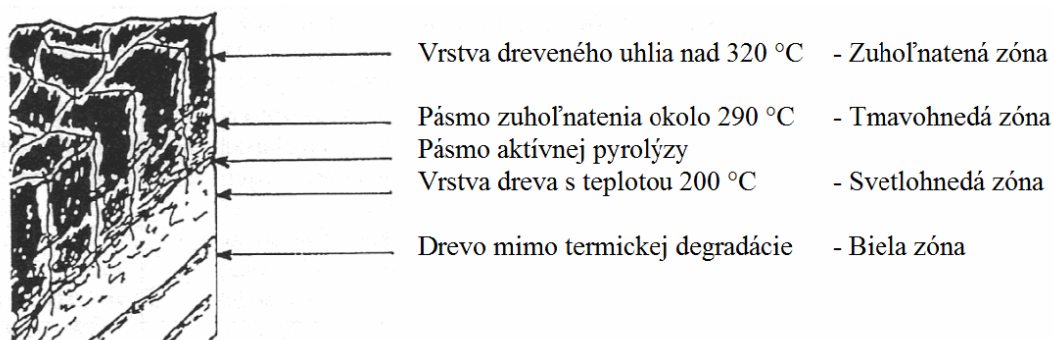 Vrstva dreveného uhlia nad 320 °C - Zuhoľnatená zóna
Pásmo zuhoľnatenia okolo 290 °C - Tmavohnedá zóna
Pásmo aktívnej pyrolýzy
Vrstva dreva s teplotou 200 °C - Svetlohnedá zóna
Drevo mimo termickej degradácie - Biela zóna